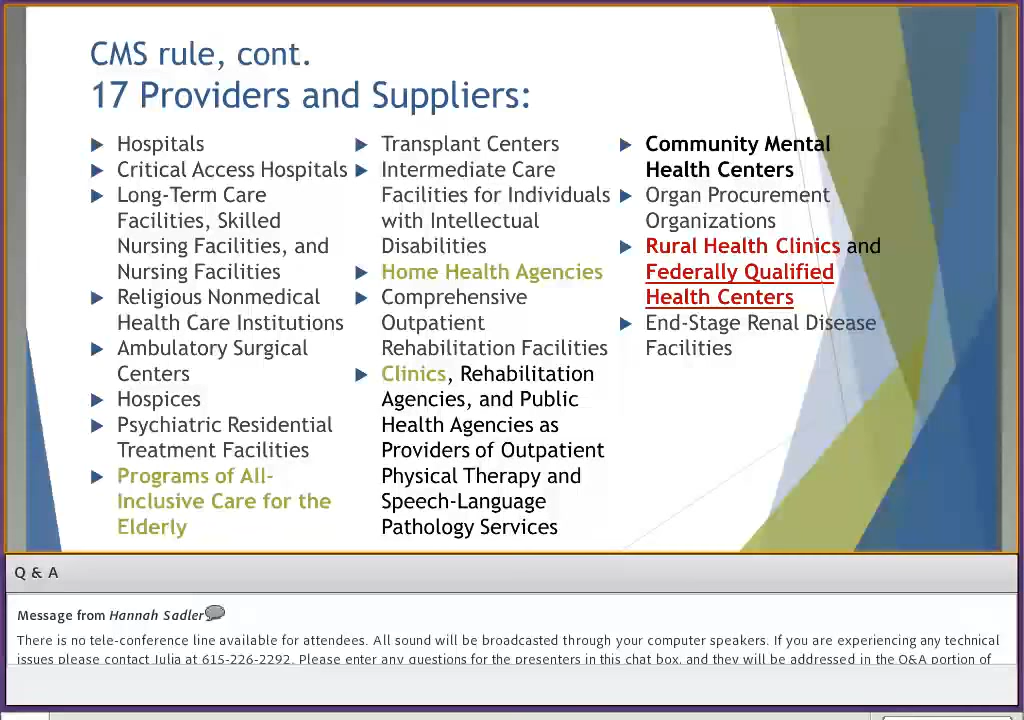 CMS rule, cont.
17 Providers and Suppliers:
Hospitals
Critical Access Hospitals
Long-Term Care
Facilities, Skilled
Nursing Facilities, and
Nursing Facilities
Religious Nonmedical
Health Care Institutions
Ambulatory Surgical
Centers
Hospices
Psychiatric Residential
Treatment Facilities
Programs of All-
Inclusive Care for the
Elderly
Transplant Centers
Intermediate Care
Facilities for Individuals
with Intellectual
Disabilities
Home Health Agencies
Comprehensive
Outpatient
Rehabilitation Facilities
Clinics, Rehabilitation
Agencies, and Public
Health Agencies as
Providers of Outpatient
Physical Therapy and
Speech-Language
Pathology Services
Community Mental
Health Centers
Organ Procurement
Organizations
Rural Health Clinics and
Federally Qualified
Health Centers
End-Stage Renal Disease
Facilities
Q & A
Message from Hannah Sadler
There is no tele-conference line available for attendees. All sound will be broadcasted through your computer speakers. If you are experiencing any technical
issues please contact Julia at 615-226-2292. Please enter any questions for the presenters in this chat box, and they will be addressed in the Q&A portion of